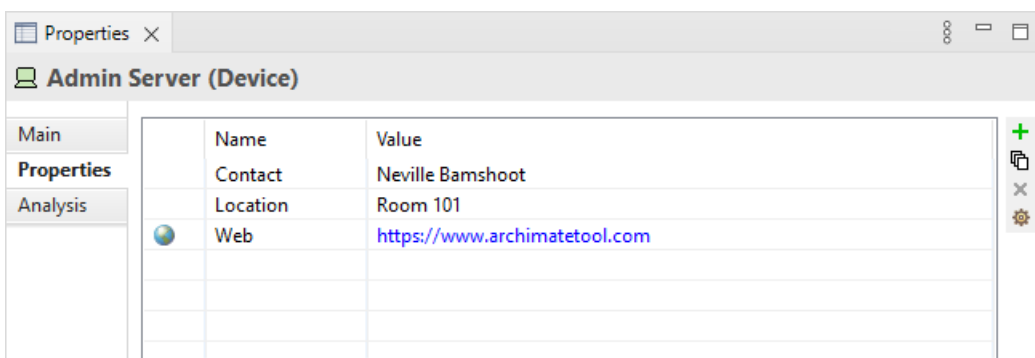 Properties
Admin Server (Device)
Main
Properties
Analysis
Name Value
Contact Neville Bamshoot
Location Room 101
Web https://www.archimatetool.com